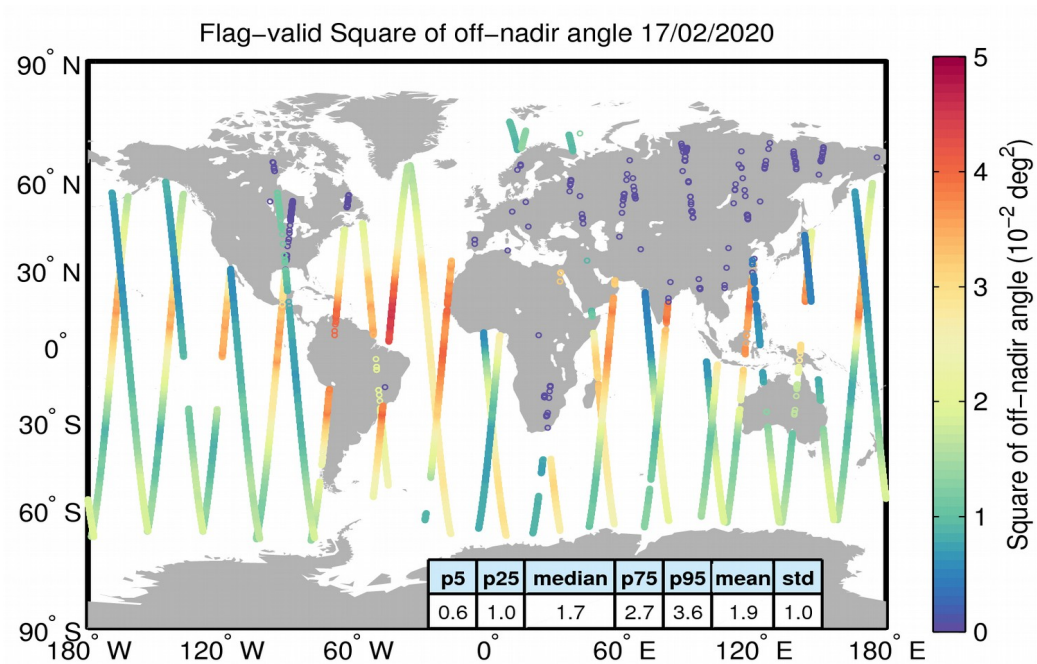 Flag−valid Square of off−nadir angle 17/02/2020
90° N
60° N
30° N
0°
30° S
60° S
90° S
180° W
120° W
60° W
0°
60° E
120° E
180° E
p5 p25 median p75 p95 mean std
0.6 1.0 1.7 2.7 3.6 1.9 1.0
5
4
3
2
1
0
Square of off−nadir angle (10⁻² deg²)